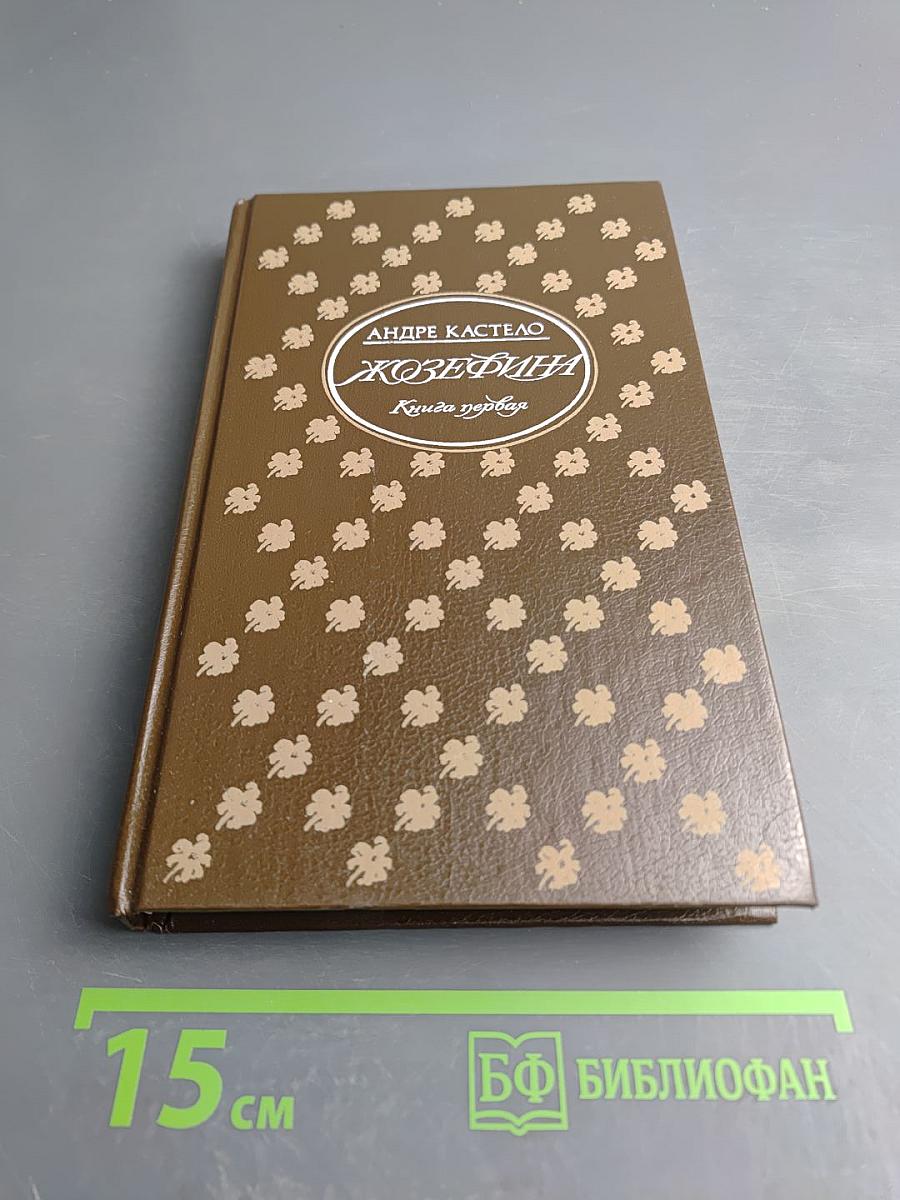 АНДРЕ КАСТЕЛО
ЖОЗЕФИНА
Книга первая
15 см
БФ БИБЛИОФАН